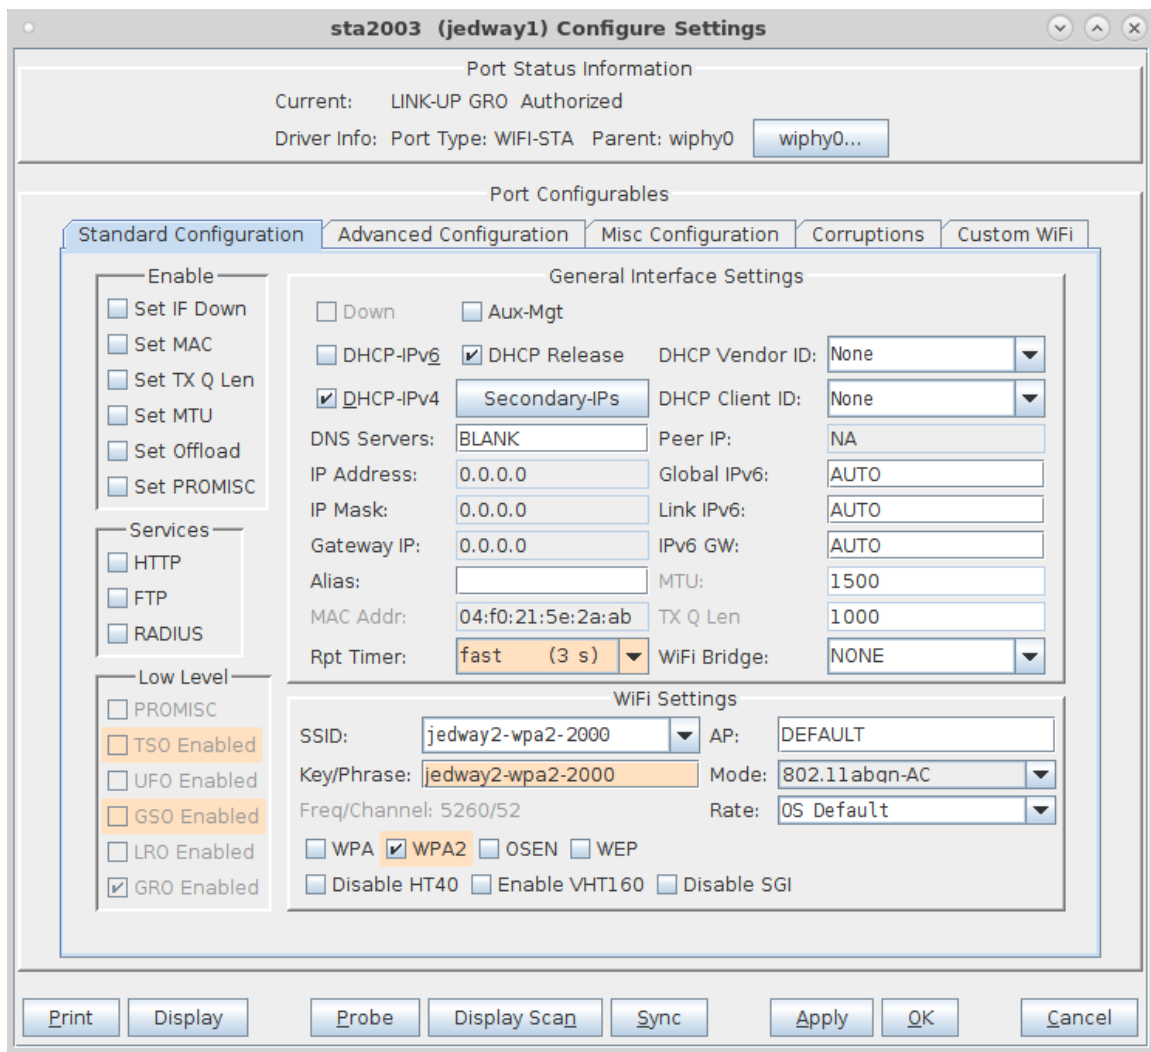 sta2003 (jedway1) Configure Settings
Port Status Information
Current: LINK-UP GRO Authorized
Driver Info: Port Type: WIFI-STA Parent: wiphy0 wiphy0...
Port Configurables
Standard Configuration Advanced Configuration Misc Configuration Corruptions Custom WiFi
Enable
Set IF Down
Set MAC
Set TX Q Len
Set MTU
Set Offload
Set PROMISC
Services
HTTP
FTP
RADIUS
Low Level
PROMISC
TSO Enabled
UFO Enabled
GSO Enabled
LRO Enabled
GRO Enabled
General Interface Settings
Down Aux-Mgt
DHCP-IPv6 DHCP Release DHCP Vendor ID: None
DHCP-IPv4 Secondary-IPs DHCP Client ID: None
DNS Servers: BLANK Peer IP: NA
IP Address: 0.0.0.0 Global IPv6: AUTO
IP Mask: 0.0.0.0 Link IPv6: AUTO
Gateway IP: 0.0.0.0 IPv6 GW: AUTO
Alias: MTU: 1500
MAC Addr: 04:f0:21:5e:2a:ab TX Q Len 1000
Rpt Timer: fast (3 s) WiFi Bridge: NONE
WiFi Settings
SSID: jedway2-wpa2-2000 AP: DEFAULT
Key/Phrase: jedway2-wpa2-2000 Mode: 802.11abgn-AC
Freq/Channel: 5260/52 Rate: OS Default
WPA WPA2 OSEN WEP
Disable HT40 Enable VHT160 Disable SGI
Print Display Probe Display Scan Sync Apply OK Cancel